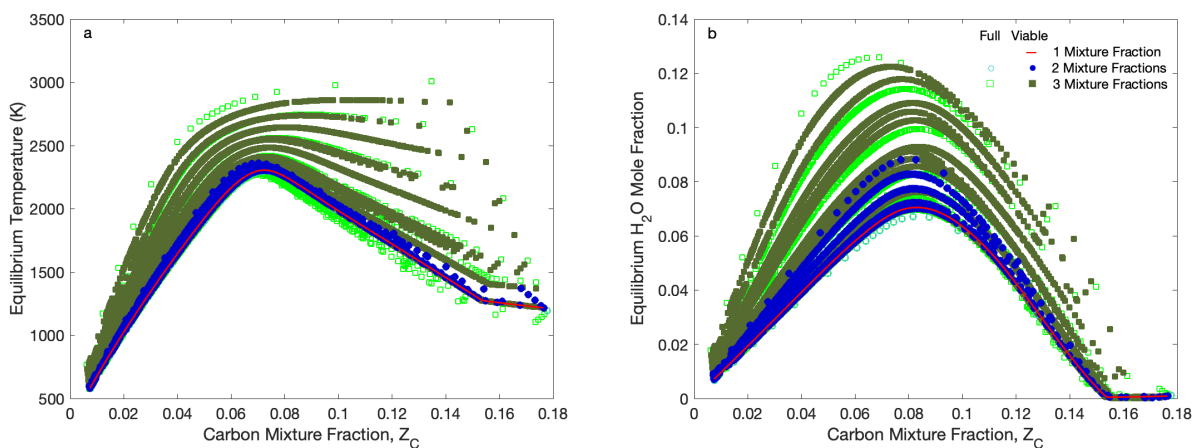 a
3500
3000
2500
2000
1500
1000
500
0 0.02 0.04 0.06 0.08 0.1 0.12 0.14 0.16 0.18
Equilibrium Temperature (K)
Carbon Mixture Fraction, Z_C
b
Full Viable
1 Mixture Fraction
2 Mixture Fractions
3 Mixture Fractions
0.14
0.12
0.1
0.08
0.06
0.04
0.02
0
0 0.02 0.04 0.06 0.08 0.1 0.12 0.14 0.16 0.18
Equilibrium H₂O Mole Fraction
Carbon Mixture Fraction, Z_C